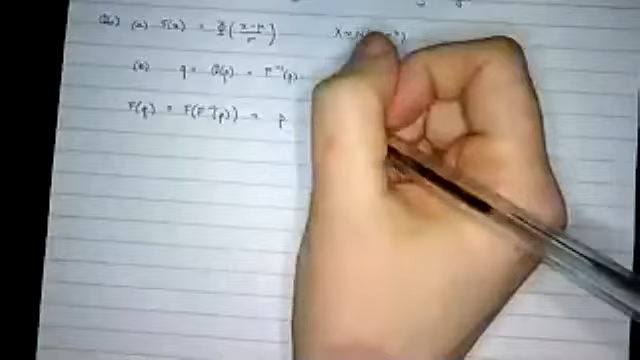 (a) F(x) = Φ(x-μ/σ) X~N(
(b) q = Q(p) = F⁻¹(p)
F(q) = F(F⁻¹(p)) = p